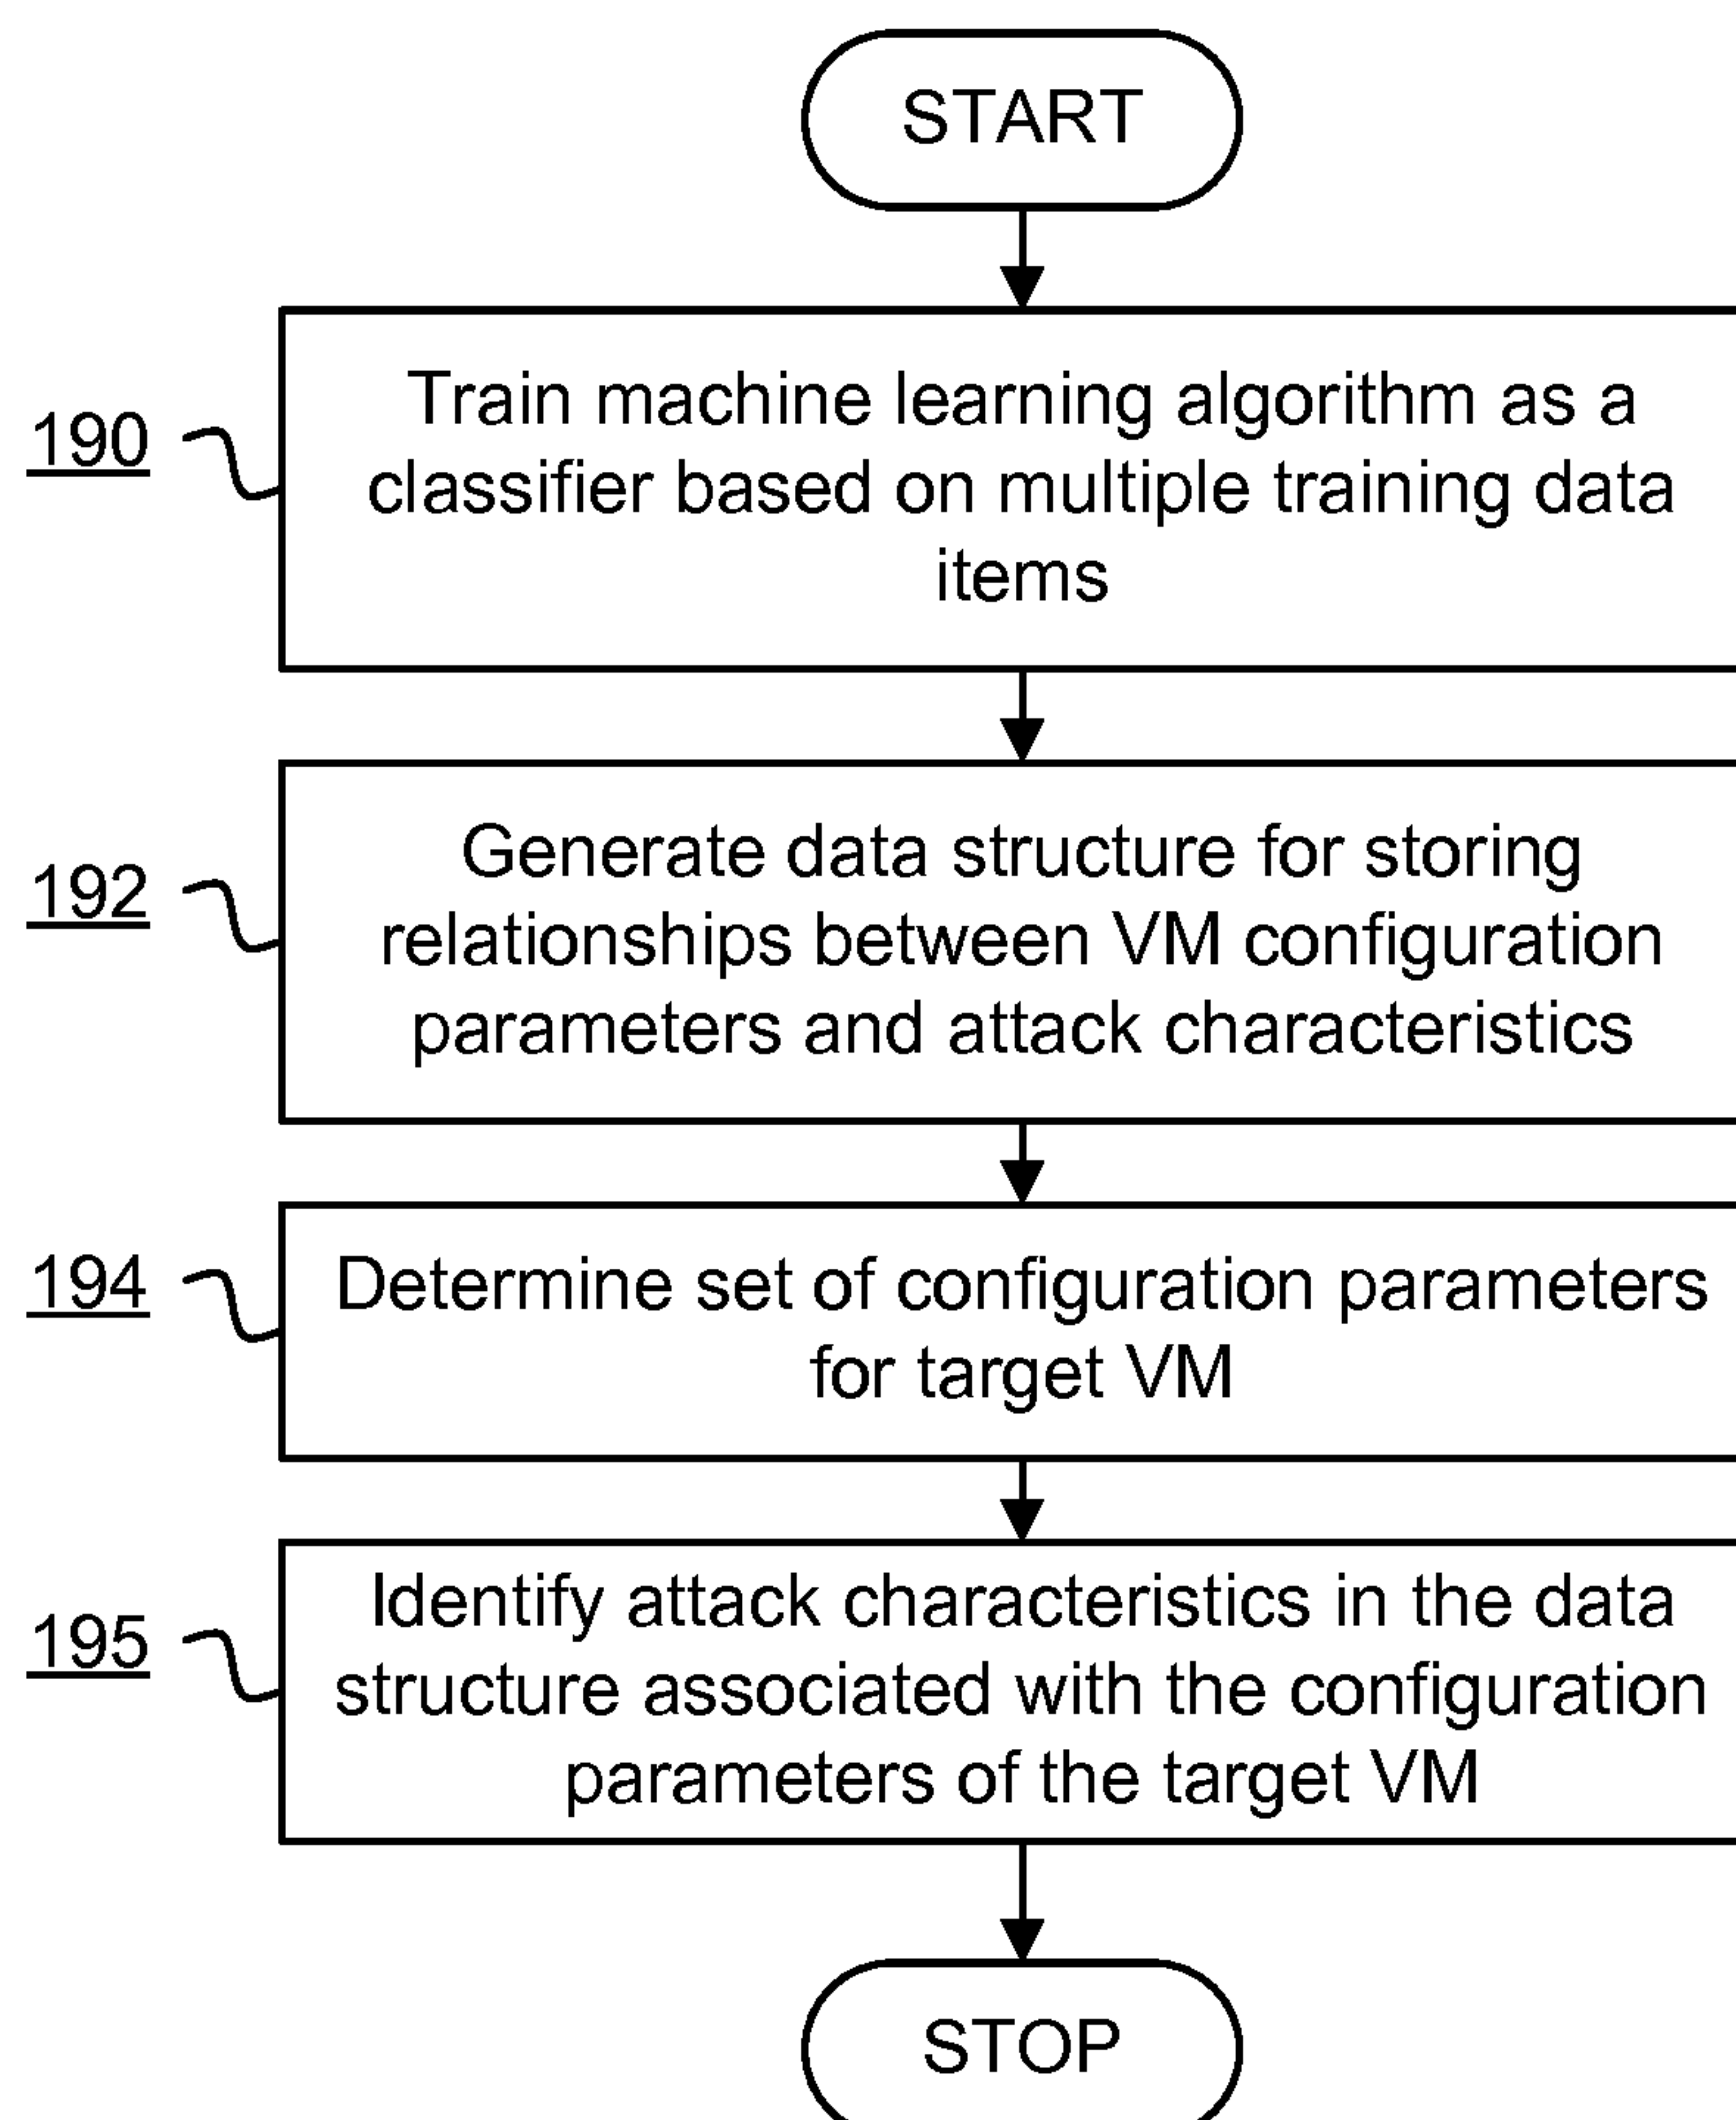 START
190
Train machine learning algorithm as a
classifier based on multiple training data
items
192
Generate data structure for storing
relationships between VM configuration
parameters and attack characteristics
194
Determine set of configuration parameters
for target VM
195
Identify attack characteristics in the data
structure associated with the configuration
parameters of the target VM
STOP